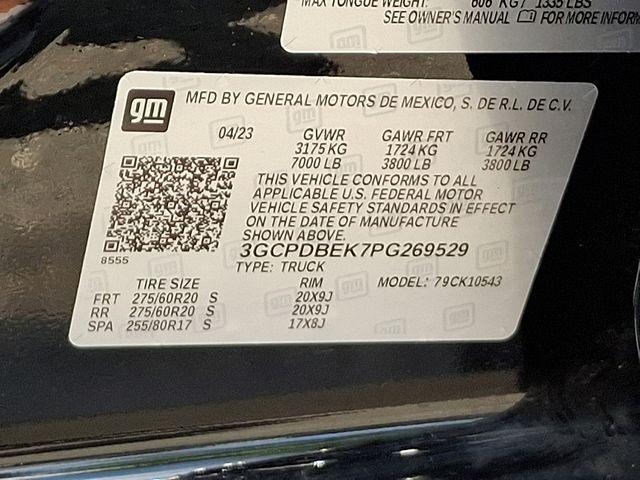 MAX TONGUE WEIGHT: 606 KG / 1335 LBS
SEE OWNER'S MANUAL FOR MORE INFORM
gm
MFD BY GENERAL MOTORS DE MEXICO, S. DE R.L. DE C.V.
04/23 GVWR GAWR FRT GAWR RR
3175 KG 1724 KG 1724 KG
7000 LB 3800 LB 3800 LB
THIS VEHICLE CONFORMS TO ALL
APPLICABLE U.S. FEDERAL MOTOR
VEHICLE SAFETY STANDARDS IN EFFECT
ON THE DATE OF MANUFACTURE
SHOWN ABOVE.
8555
3GCPDBEK7PG269529
TYPE: TRUCK
TIRE SIZE RIM MODEL: 79CK10543
FRT 275/60R20 S 20X9J
RR 275/60R20 S 20X9J
SPA 255/80R17 S 17X8J